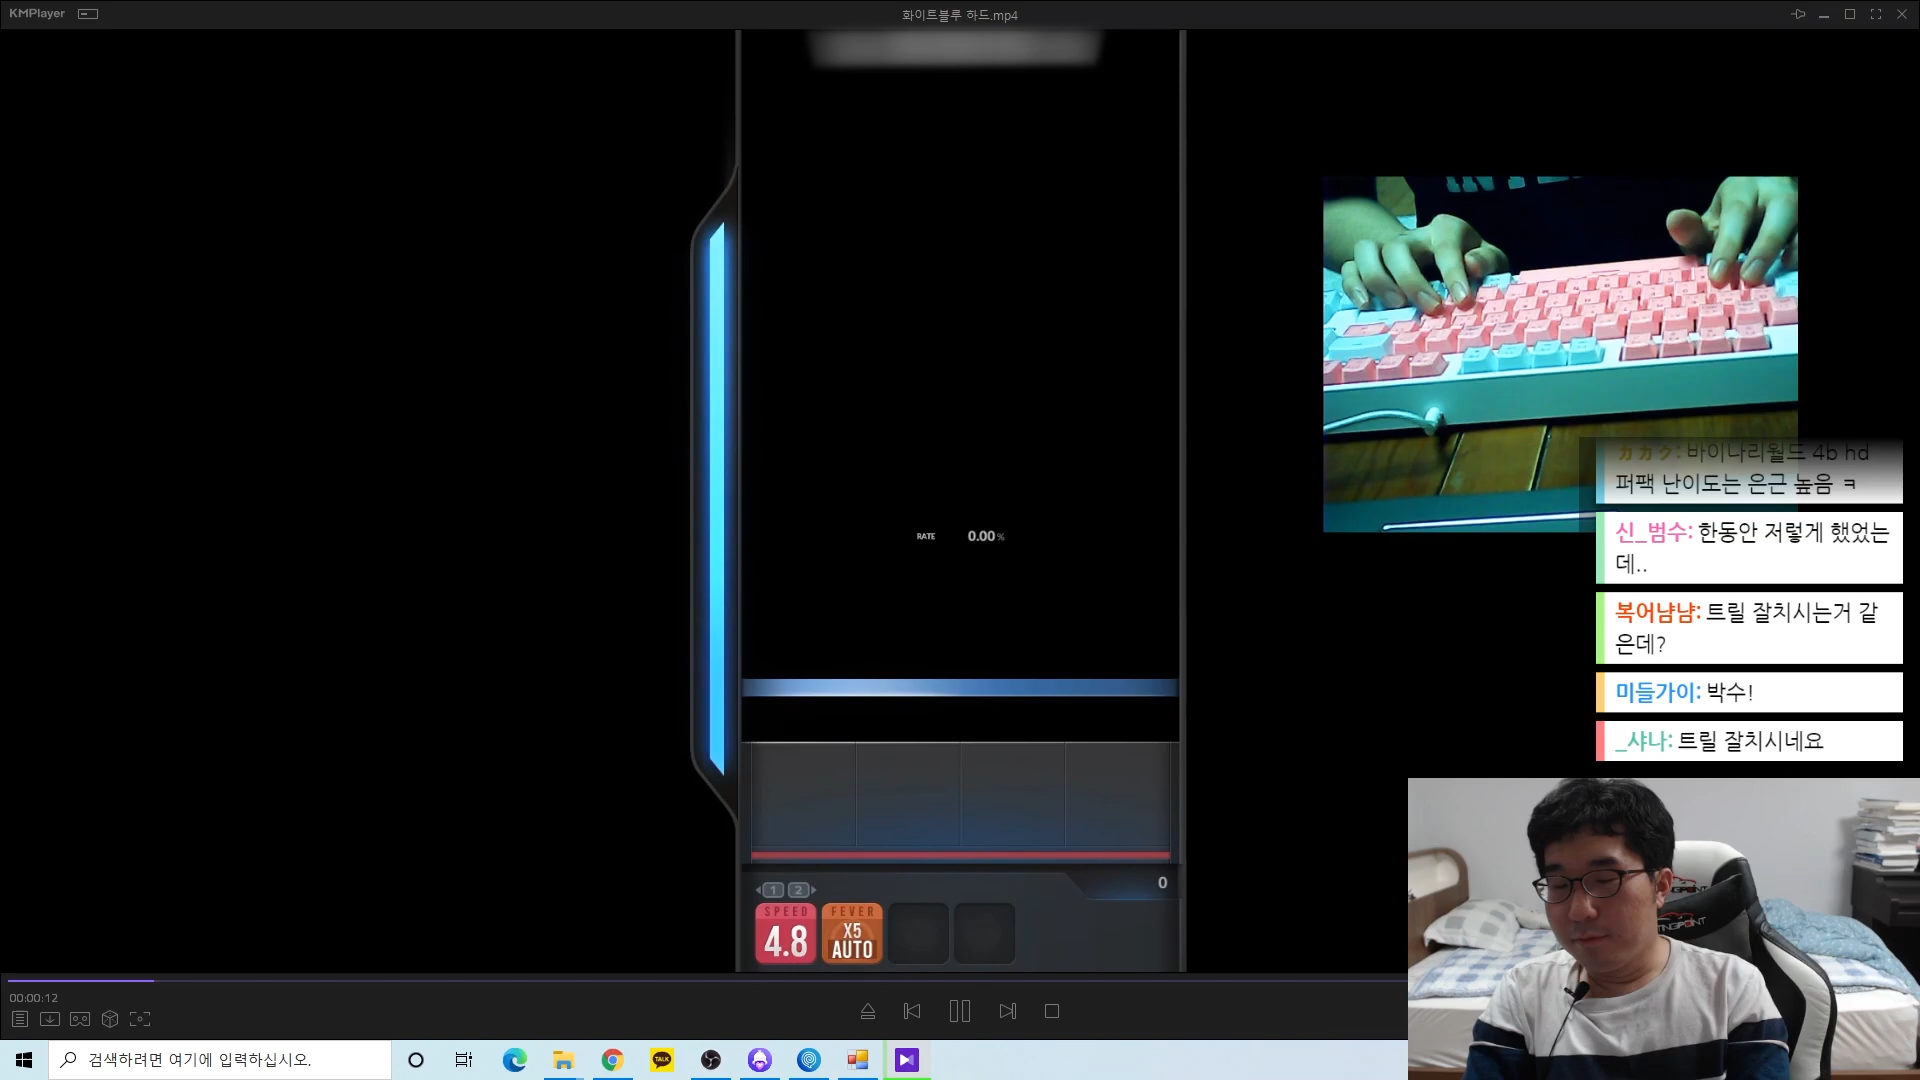 KMPlayer
화이트블루 하드.mp4
RATE 0.00%
カカク: 바이나리월드 4b hd
퍼팩 난이도는 은근 높음 ㅋ
신_범수: 한동안 저렇게 했었는
데..
복어냠냠: 트릴 잘치시는거 같
은데?
미들가이: 박수!
_샤나: 트릴 잘치시네요
0
1 2
SPEED
4.8
FEVER
X5
AUTO
00:00:12
검색하려면 여기에 입력하십시오.
TALK